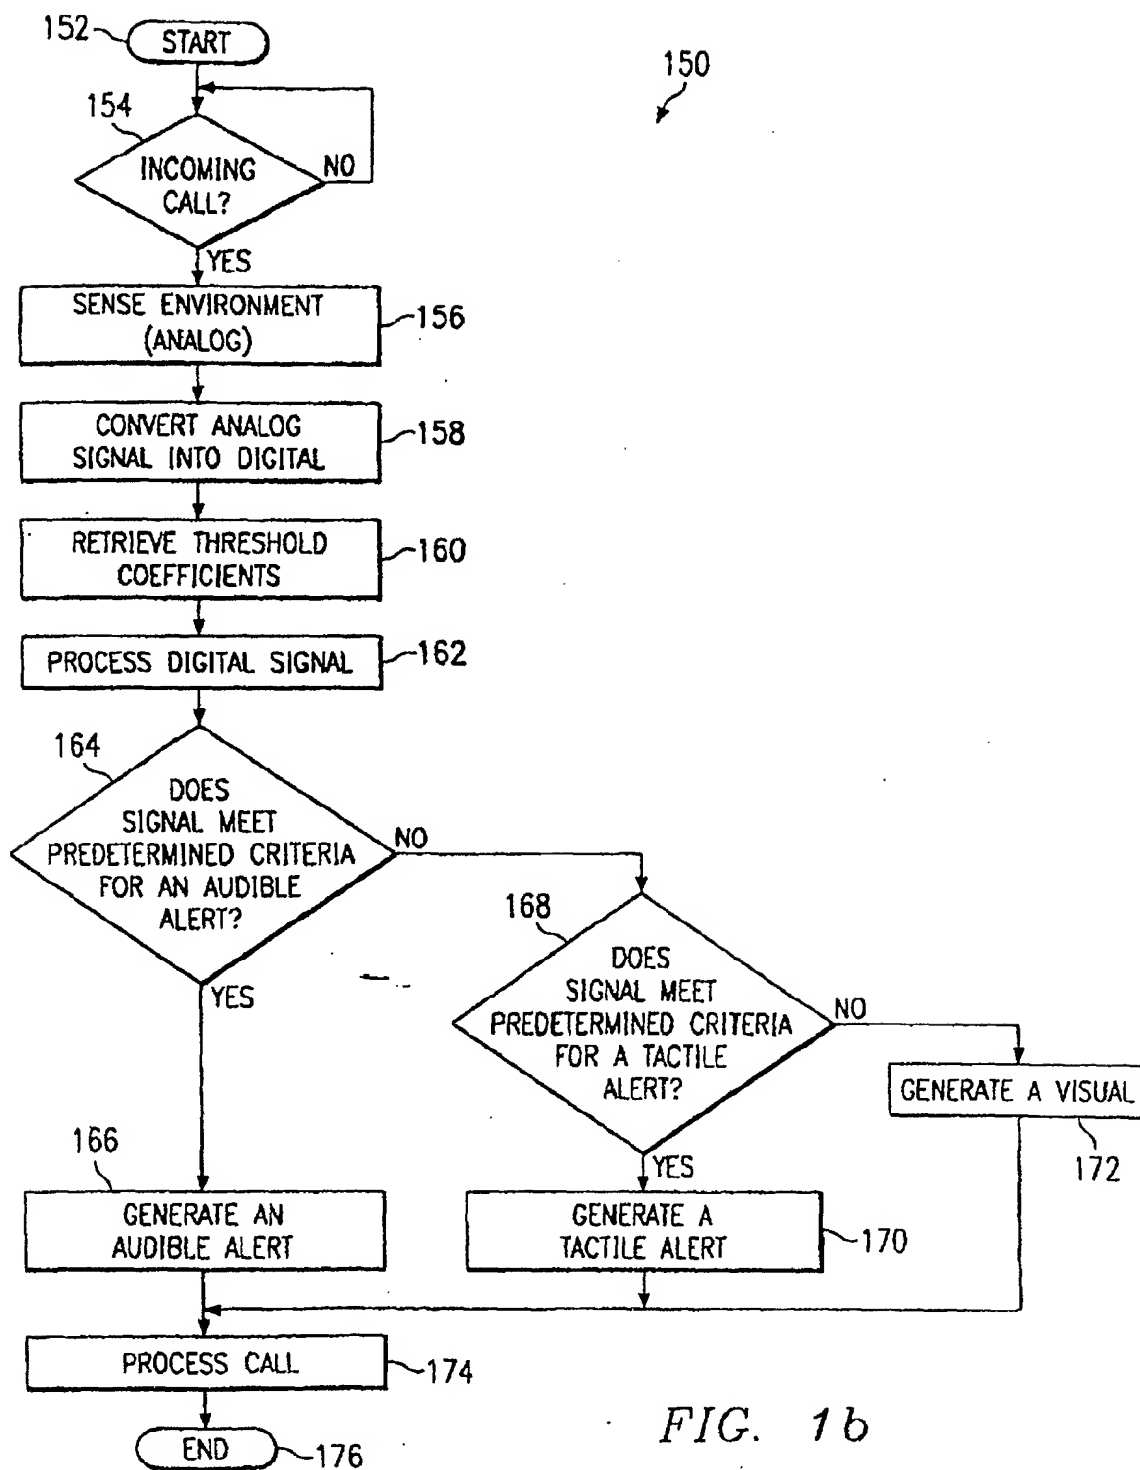 152
START
150
154
INCOMING
CALL?
NO
YES
SENSE ENVIRONMENT
(ANALOG)
156
CONVERT ANALOG
SIGNAL INTO DIGITAL
158
RETRIEVE THRESHOLD
COEFFICIENTS
160
PROCESS DIGITAL SIGNAL
162
164
DOES
SIGNAL MEET
PREDETERMINED CRITERIA
FOR AN AUDIBLE
ALERT?
NO
YES
168
DOES
SIGNAL MEET
PREDETERMINED CRITERIA
FOR A TACTILE
ALERT?
NO
YES
GENERATE A VISUAL
172
166
GENERATE AN
AUDIBLE ALERT
GENERATE A
TACTILE ALERT
170
PROCESS CALL
174
END
176
FIG. 1b